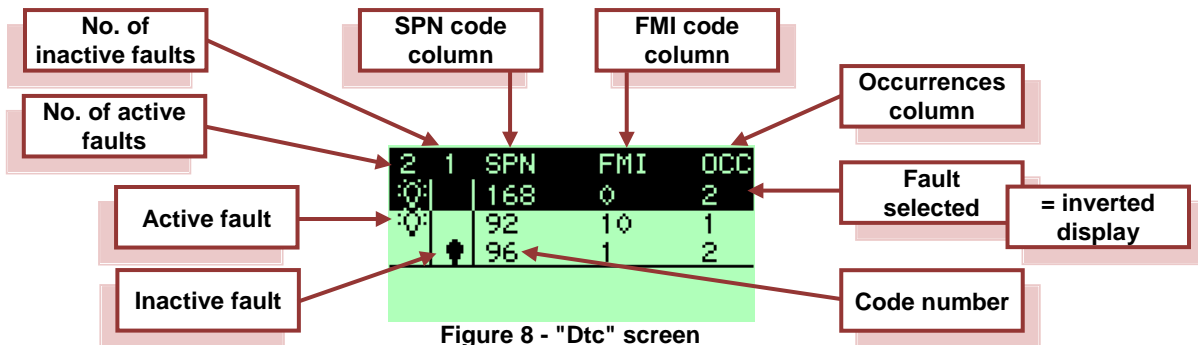 No. of
inactive faults
SPN code
column
FMI code
column
No. of active
faults
Occurrences
column
2 1 SPN FMI OCC
168 0 2
92 10 1
96 1 2
Active fault
Fault
selected
= inverted
display
Inactive fault
Code number
Figure 8 - "Dtc" screen